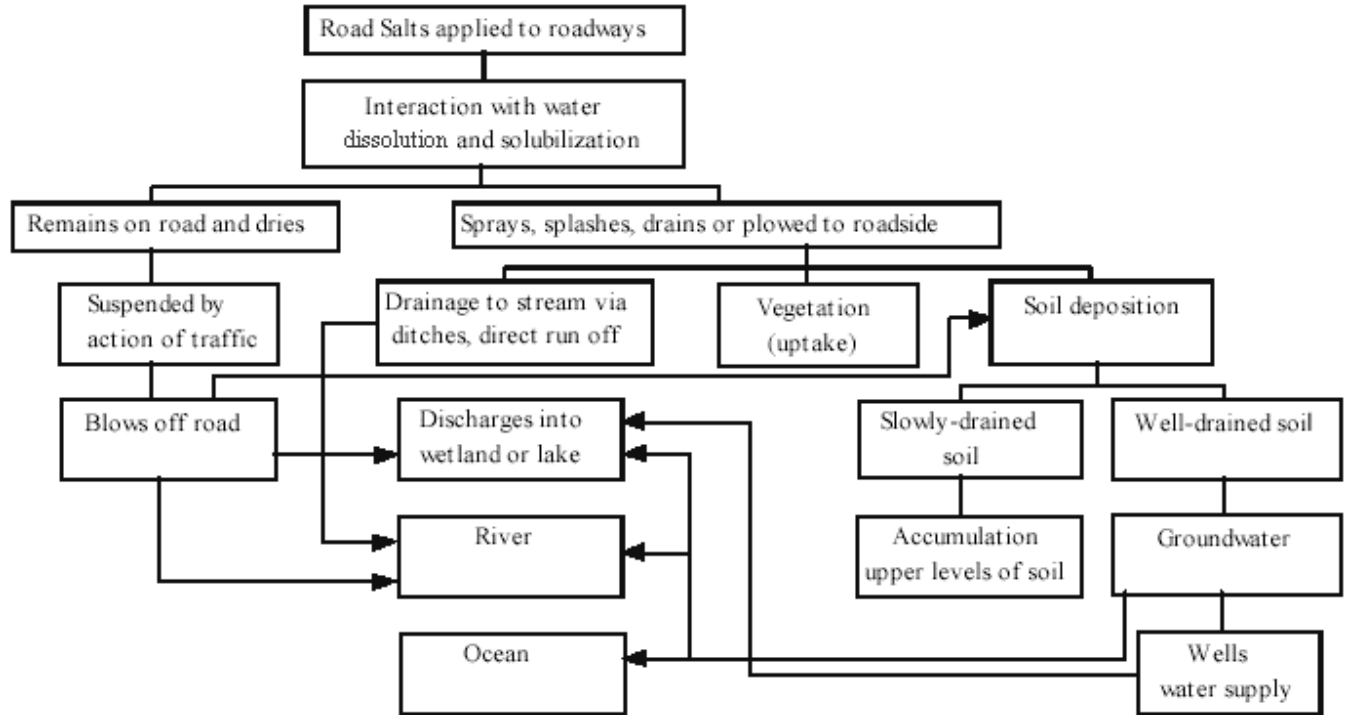 Road Salts applied to roadways
Interaction with water
dissolution and solubilization
Remains on road and dries
Sprays, splashes, drains or plowed to roadside
Suspended by
action of traffic
Drainage to stream via
ditches, direct run off
Vegetation
(uptake)
Soil deposition
Blows off road
Discharges into
wetland or lake
Slowly-drained
soil
Well-drained soil
River
Accumulation
upper levels of soil
Groundwater
Ocean
Wells
water supply